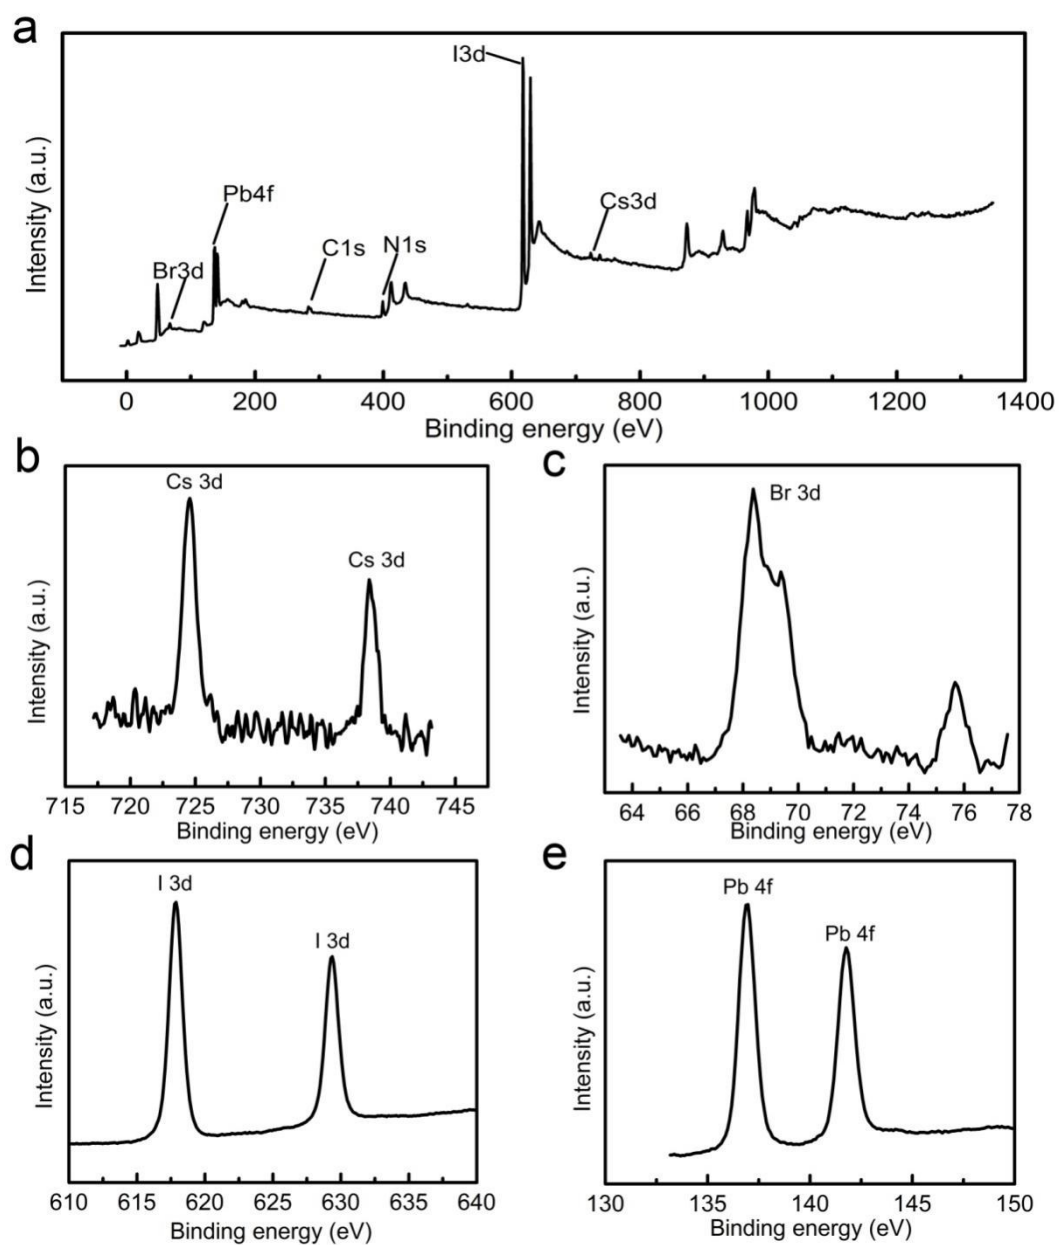 a
I3d
Pb4f
Br3d
C1s
N1s
Cs3d
Intensity (a.u.)
0 200 400 600 800 1000 1200 1400
Binding energy (eV)
b
Cs 3d
Cs 3d
Intensity (a.u.)
715 720 725 730 735 740 745
Binding energy (eV)
c
Br 3d
Intensity (a.u.)
64 66 68 70 72 74 76 78
Binding energy (eV)
d
I 3d
I 3d
Intensity (a.u.)
610 615 620 625 630 635 640
Binding energy (eV)
e
Pb 4f
Pb 4f
Intensity (a.u.)
130 135 140 145 150
Binding energy (eV)